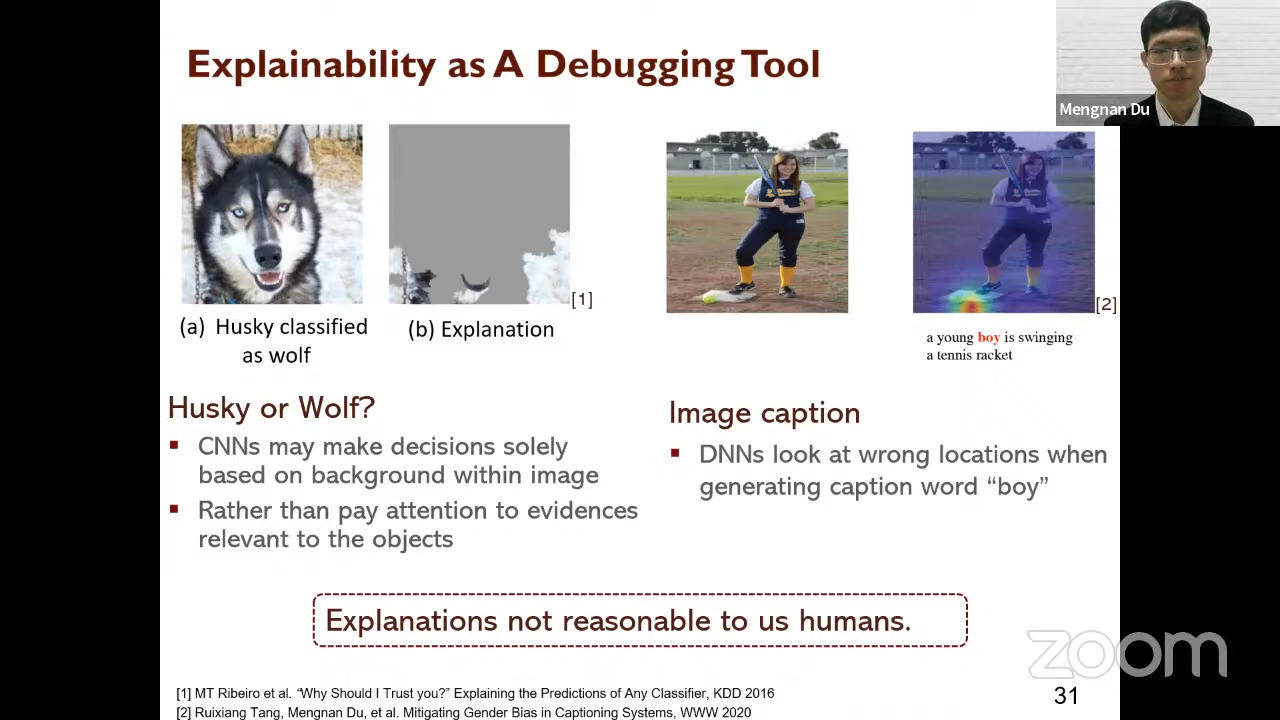 Explainability as A Debugging Tool
Mengnan Du
[1]
(a) Husky classified
as wolf
(b) Explanation
[2]
a young boy is swinging
a tennis racket
Husky or Wolf?
▪ CNNs may make decisions solely
based on background within image
▪ Rather than pay attention to evidences
relevant to the objects
Image caption
▪ DNNs look at wrong locations when
generating caption word “boy”
Explanations not reasonable to us humans.
zoom
[1] MT Ribeiro et al. “Why Should I Trust you?” Explaining the Predictions of Any Classifier, KDD 2016
[2] Ruixiang Tang, Mengnan Du, et al. Mitigating Gender Bias in Captioning Systems, WWW 2020
31